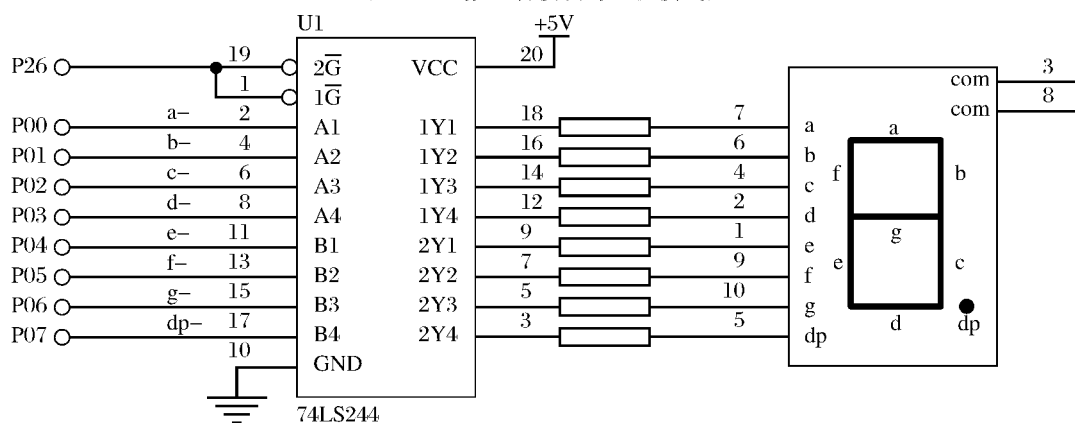 U1
+5V
P26 19 2G VCC 20
1 1G
P00 a– 2 A1 1Y1 18 7 a
P01 b– 4 A2 1Y2 16 6 b
P02 c– 6 A3 1Y3 14 4 c
P03 d– 8 A4 1Y4 12 2 d
P04 e– 11 B1 2Y1 9 1 e
P05 f– 13 B2 2Y2 7 9 f
P06 g– 15 B3 2Y3 5 10 g
P07 dp– 17 B4 2Y4 3 5 dp
10 GND
74LS244
com 3
com 8
a
f b
g
e c
d dp